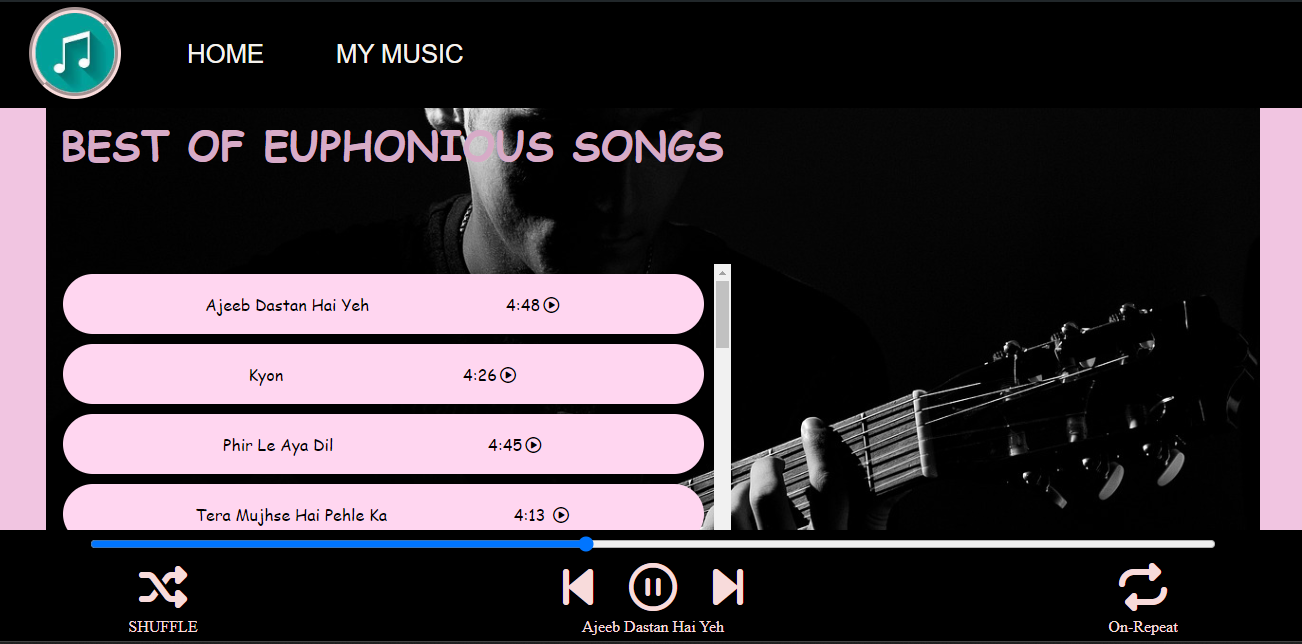 HOME MY MUSIC
BEST OF EUPHONIOUS SONGS
Ajeeb Dastan Hai Yeh 4:48
Kyon 4:26
Phir Le Aya Dil 4:45
Tera Mujhse Hai Pehle Ka 4:13
SHUFFLE Ajeeb Dastan Hai Yeh On-Repeat